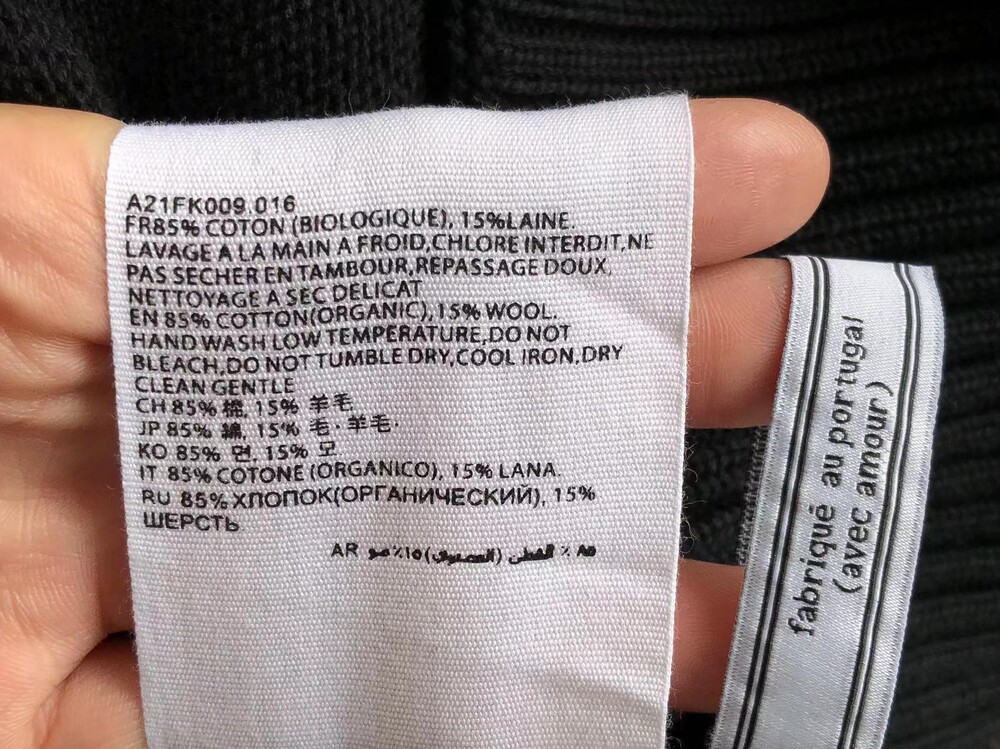 A21FK009.016
FR85% COTON (BIOLOGIQUE), 15%LAINE.
LAVAGE A LA MAIN A FROID,CHLORE INTERDIT,NE
PAS SECHER EN TAMBOUR,REPASSAGE DOUX,
NETTOYAGE A SEC DELICAT
EN 85% COTTON(ORGANIC),15% WOOL.
HAND WASH LOW TEMPERATURE,DO NOT
BLEACH,DO NOT TUMBLE DRY,COOL IRON,DRY
CLEAN GENTLE
CH 85% 棉, 15% 羊毛
JP 85% 綿, 15% 毛·羊毛.
KO 85% 면, 15% 모
IT 85% COTONE (ORGANICO), 15% LANA.
RU 85% ХЛОПОК(ОРГАНИЧЕСКИЙ), 15%
ШЕРСТЬ
AR
fabriqué au portugal
(avec amour)